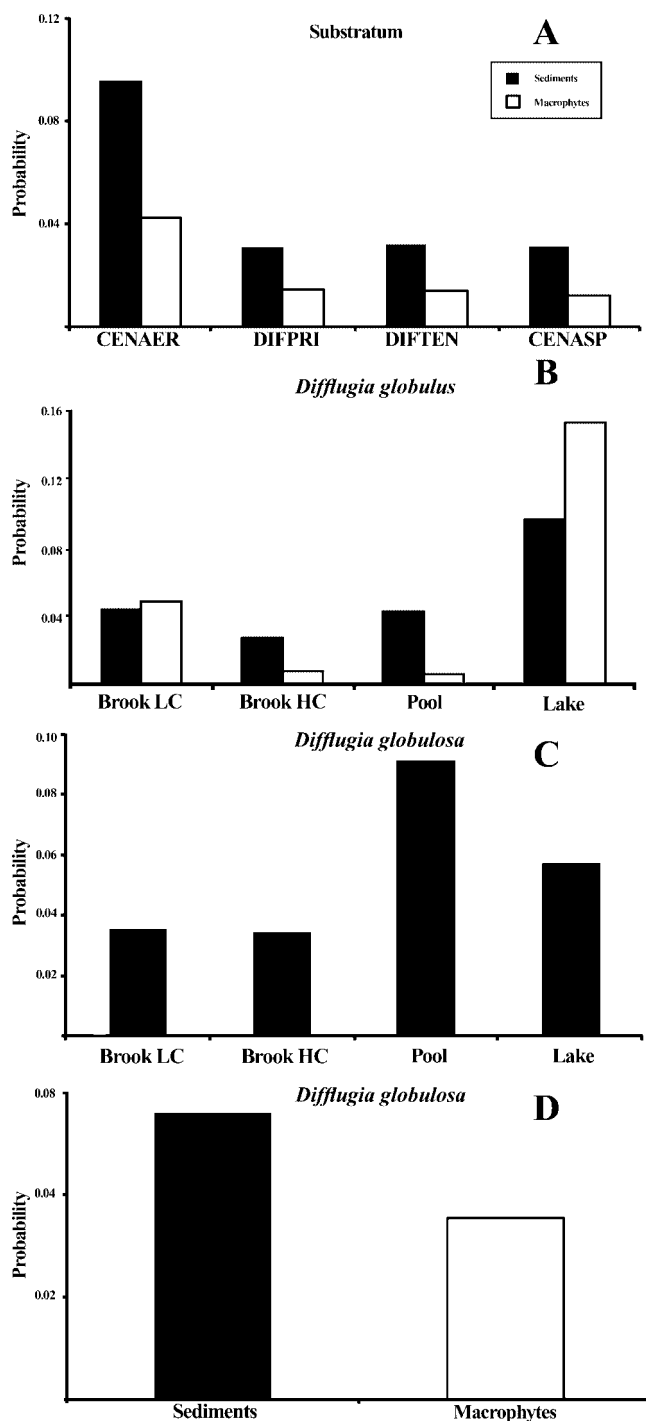 0.12
Substratum
A
Sediments
Macrophytes
0.08
Probability
0.04
0
CENAER DIFPRI DIFTEN CENASP
B
Difflugia globulus
0.16
0.12
Probability
0.08
0.04
Brook LC Brook HC Pool Lake
Difflugia globulosa
C
0.10
0.08
Probability
0.06
0.04
0.02
Brook LC Brook HC Pool Lake
Difflugia globulosa
D
0.08
Probability
0.04
0.02
Sediments Macrophytes